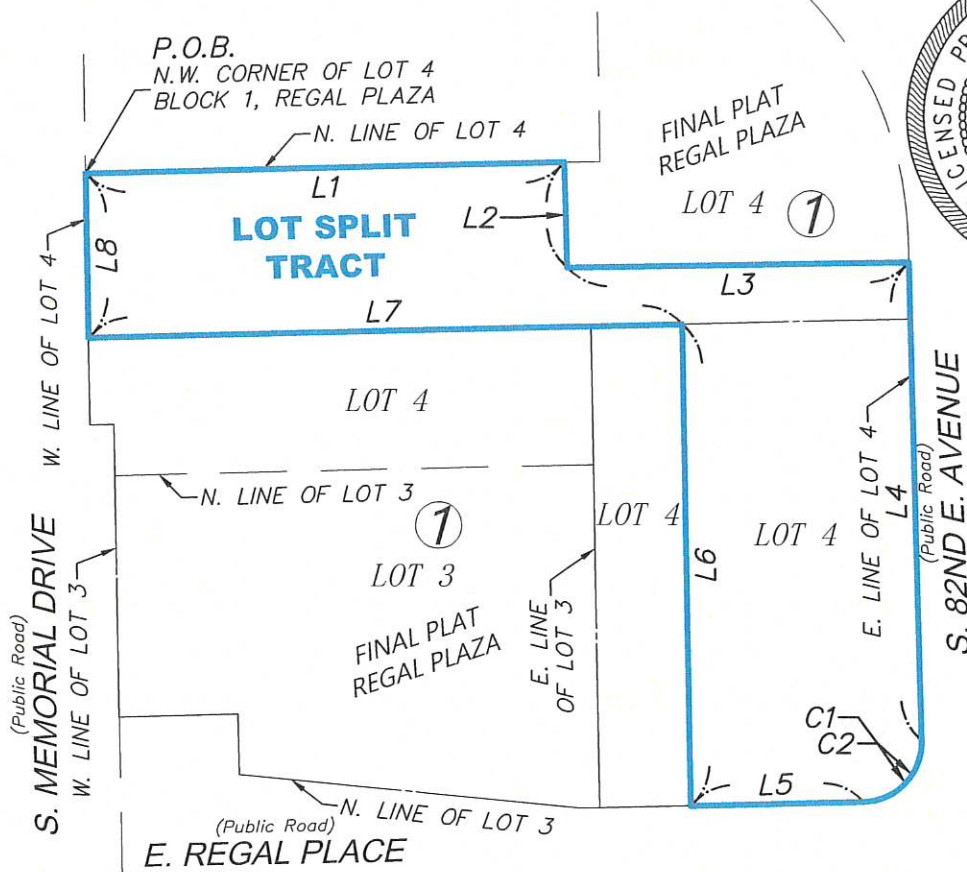 P.O.B.
N.W. CORNER OF LOT 4
BLOCK 1, REGAL PLAZA
N. LINE OF LOT 4
FINAL PLAT
REGAL PLAZA
LOT 4
1
LICENSED PR
L1
L2
L3
LOT SPLIT
TRACT
L8
W. LINE OF LOT 4
L7
LOT 4
N. LINE OF LOT 3
1
LOT 3
FINAL PLAT
REGAL PLAZA
LOT 4
E. LINE
OF LOT 3
L6
LOT 4
E. LINE OF LOT 4
L4
(Public Road)
S. 82ND E. AVENUE
(Public Road)
S. MEMORIAL DRIVE
W. LINE OF LOT 3
C1
C2
L5
N. LINE OF LOT 3
(Public Road)
E. REGAL PLACE